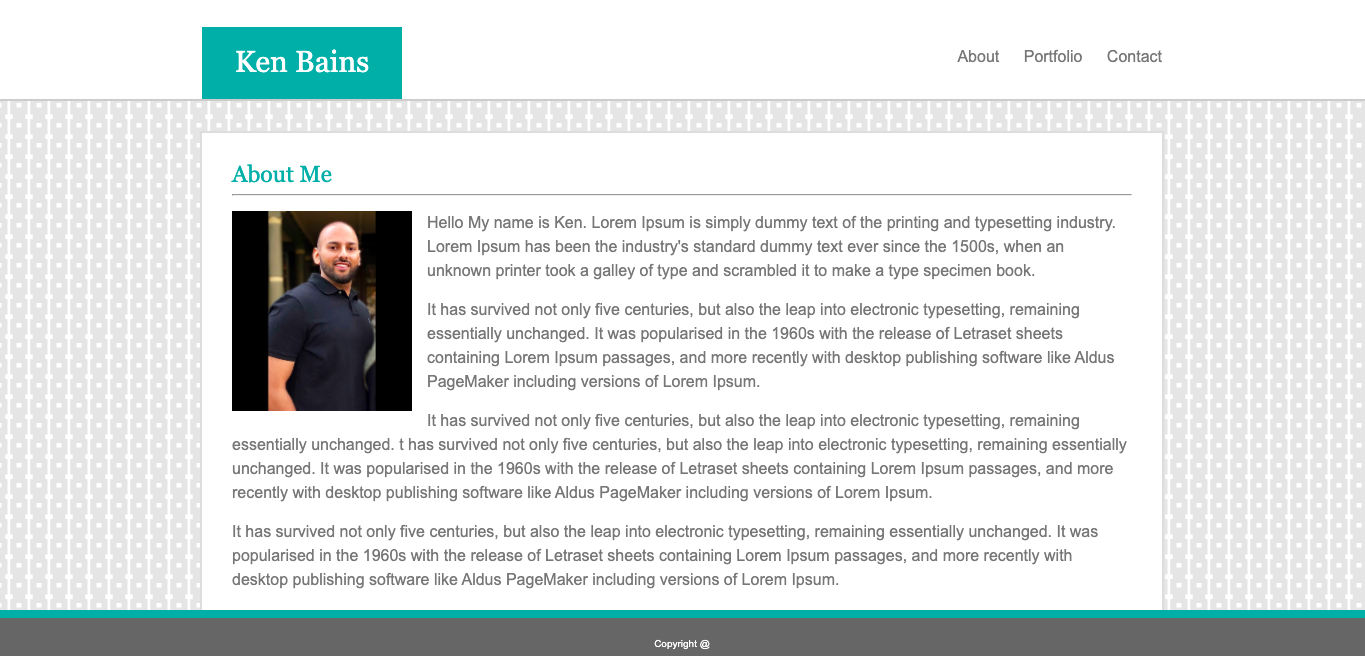 Ken Bains
About Portfolio Contact
About Me
Hello My name is Ken. Lorem Ipsum is simply dummy text of the printing and typesetting industry.
Lorem Ipsum has been the industry's standard dummy text ever since the 1500s, when an
unknown printer took a galley of type and scrambled it to make a type specimen book.
It has survived not only five centuries, but also the leap into electronic typesetting, remaining
essentially unchanged. It was popularised in the 1960s with the release of Letraset sheets
containing Lorem Ipsum passages, and more recently with desktop publishing software like Aldus
PageMaker including versions of Lorem Ipsum.
It has survived not only five centuries, but also the leap into electronic typesetting, remaining
essentially unchanged. t has survived not only five centuries, but also the leap into electronic typesetting, remaining essentially
unchanged. It was popularised in the 1960s with the release of Letraset sheets containing Lorem Ipsum passages, and more
recently with desktop publishing software like Aldus PageMaker including versions of Lorem Ipsum.
It has survived not only five centuries, but also the leap into electronic typesetting, remaining essentially unchanged. It was
popularised in the 1960s with the release of Letraset sheets containing Lorem Ipsum passages, and more recently with
desktop publishing software like Aldus PageMaker including versions of Lorem Ipsum.
Copyright @